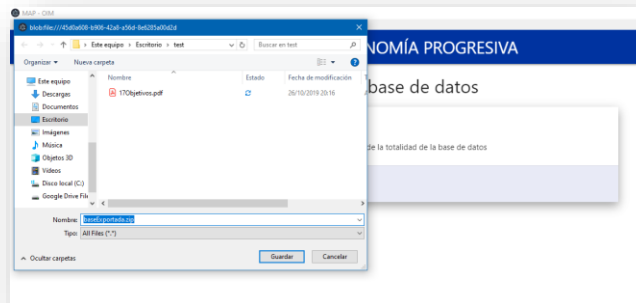 MAP - OIM
blob:file:///45d6a608-b906-42a8-a56d-8e6285a00d2d
Este equipo > Escritorio > test
Buscar en test
Organizar
Nueva carpeta
Nombre
Estado
Fecha de modificación
Este equipo
Descargas
Documentos
Escritorio
Imágenes
Música
Objetos 3D
Vídeos
Disco local (C:)
Google Drive File
17Objetivos.pdf
26/10/2019 20:16
NOMÍA PROGRESIVA
base de datos
de la totalidad de la base de datos
Nombre: baseExportada.zip
Tipo: All Files (*.*)
Ocultar carpetas
Guardar
Cancelar